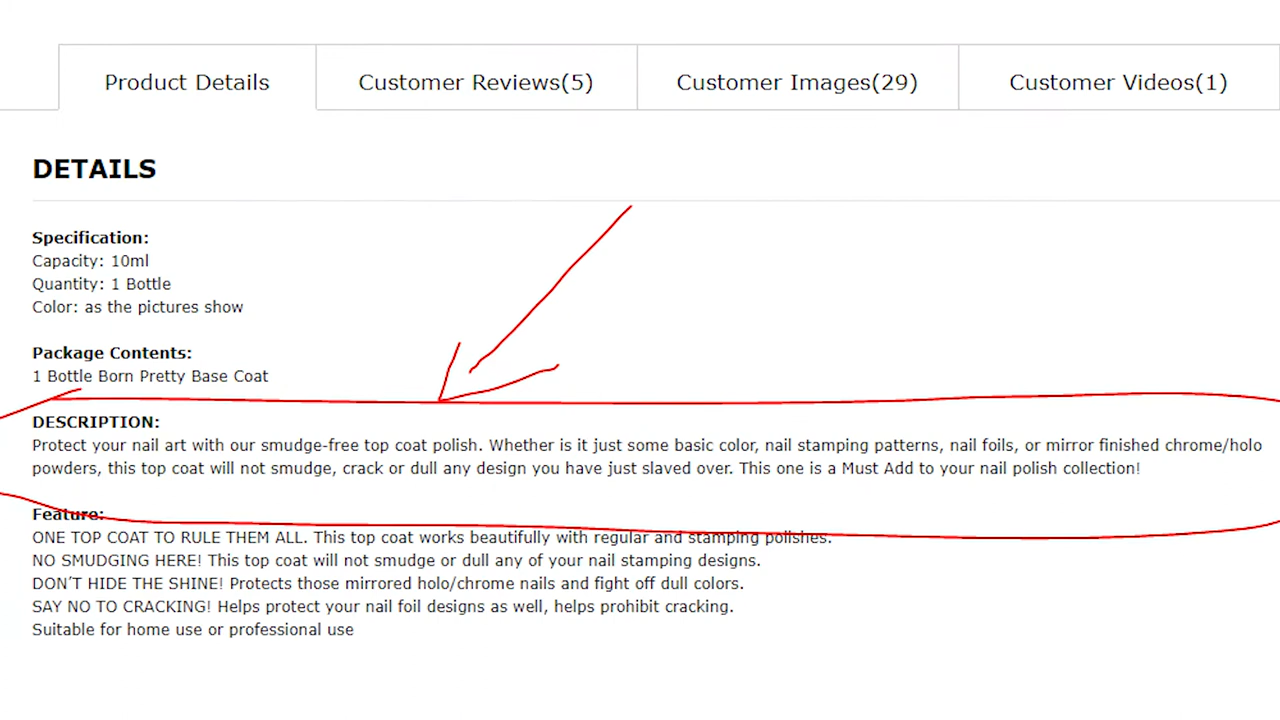 Product Details
Customer Reviews(5)
Customer Images(29)
Customer Videos(1)
DETAILS
Specification:
Capacity: 10ml
Quantity: 1 Bottle
Color: as the pictures show
Package Contents:
1 Bottle Born Pretty Base Coat
DESCRIPTION:
Protect your nail art with our smudge-free top coat polish. Whether is it just some basic color, nail stamping patterns, nail foils, or mirror finished chrome/holo
powders, this top coat will not smudge, crack or dull any design you have just slaved over. This one is a Must Add to your nail polish collection!
Feature:
ONE TOP COAT TO RULE THEM ALL. This top coat works beautifully with regular and stamping polishes.
NO SMUDGING HERE! This top coat will not smudge or dull any of your nail stamping designs.
DON´T HIDE THE SHINE! Protects those mirrored holo/chrome nails and fight off dull colors.
SAY NO TO CRACKING! Helps protect your nail foil designs as well, helps prohibit cracking.
Suitable for home use or professional use